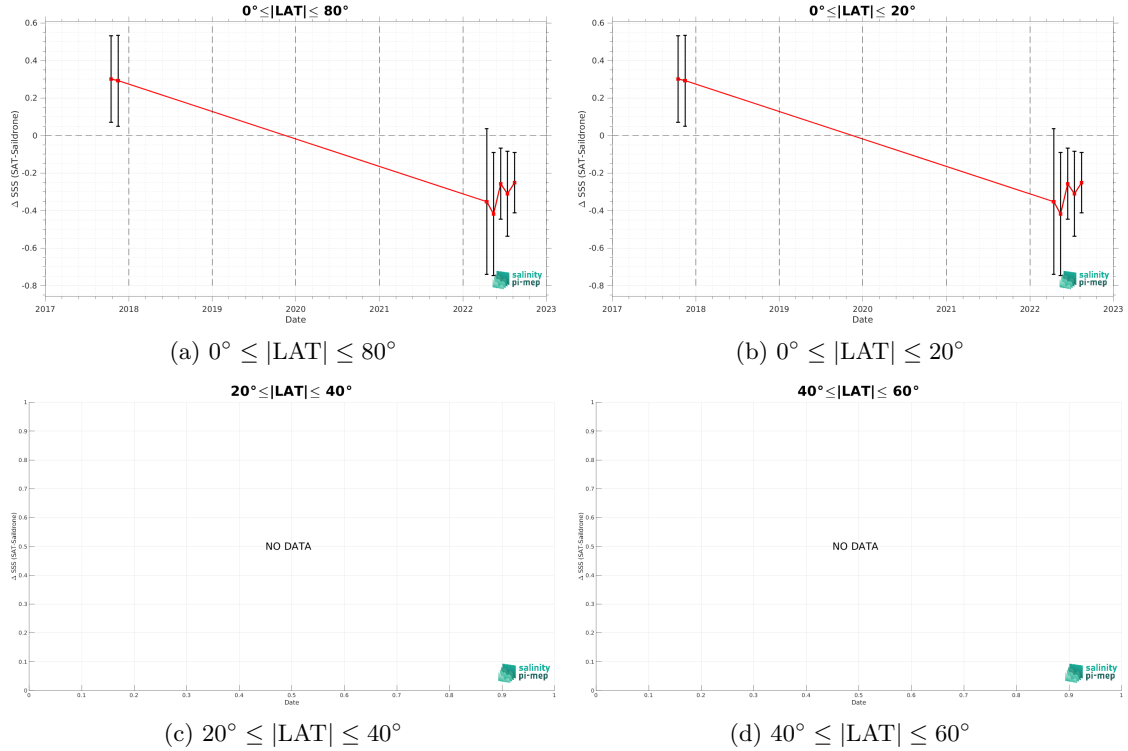 0°≤|LAT|≤ 80°
0.6
0.4
0.2
0
-0.2
-0.4
-0.6
-0.8
Δ SSS (SAT-Saildrone)
2017 2018 2019 2020 2021 2022 2023
Date
salinity
pi-mep
(a) 0° ≤ |LAT| ≤ 80°
0°≤|LAT|≤ 20°
0.6
0.4
0.2
0
-0.2
-0.4
-0.6
-0.8
Δ SSS (SAT-Saildrone)
2017 2018 2019 2020 2021 2022 2023
Date
salinity
pi-mep
(b) 0° ≤ |LAT| ≤ 20°
20°≤|LAT|≤ 40°
1
0.9
0.8
0.7
0.6
0.5
0.4
0.3
0.2
0.1
0
Δ SSS (SAT-Saildrone)
NO DATA
0 0.1 0.2 0.3 0.4 0.5 0.6 0.7 0.8 0.9 1
Date
salinity
pi-mep
(c) 20° ≤ |LAT| ≤ 40°
40°≤|LAT|≤ 60°
1
0.9
0.8
0.7
0.6
0.5
0.4
0.3
0.2
0.1
0
Δ SSS (SAT-Saildrone)
NO DATA
0 0.1 0.2 0.3 0.4 0.5 0.6 0.7 0.8 0.9 1
Date
salinity
pi-mep
(d) 40° ≤ |LAT| ≤ 60°